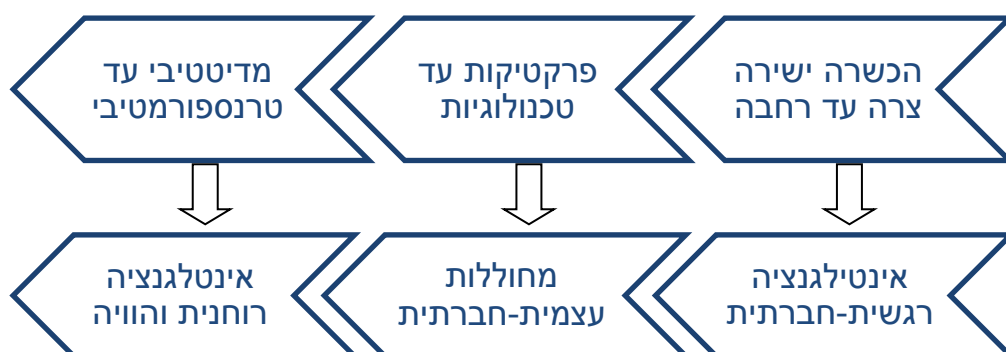 הכשרה ישירה
צרה עד רחבה
פרקטיקות עד
טכנולוגיות
מדיטטיבי עד
טרנספורמטיבי
אינטילגנציה
רגשית-חברתית
מחוללות
עצמית-חברתית
אינטלגנציה
רוחנית והוויה